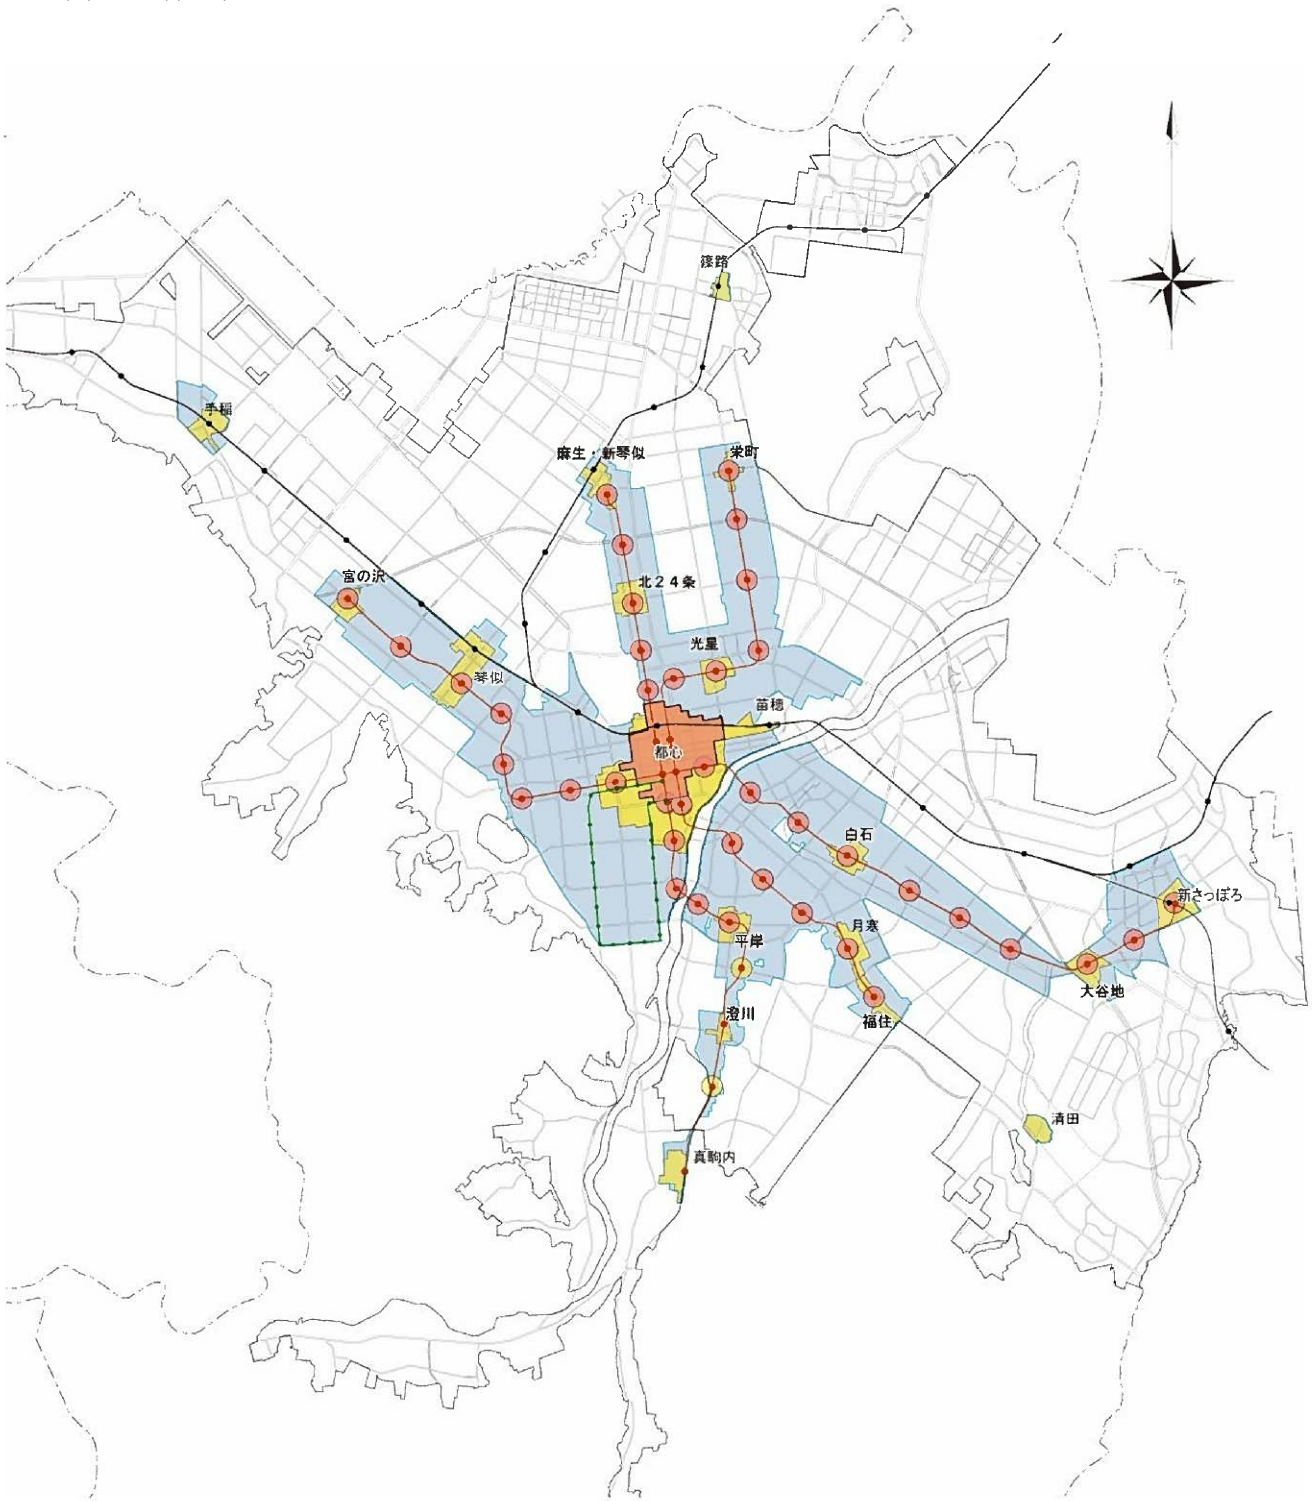 篠路
手稲
麻生・新琴似
栄町
宮の沢
北２４条
光星
琴似
苗穂
都心
白石
新さっぽろ
月寒
平岸
大谷地
澄川
福住
清田
真駒内